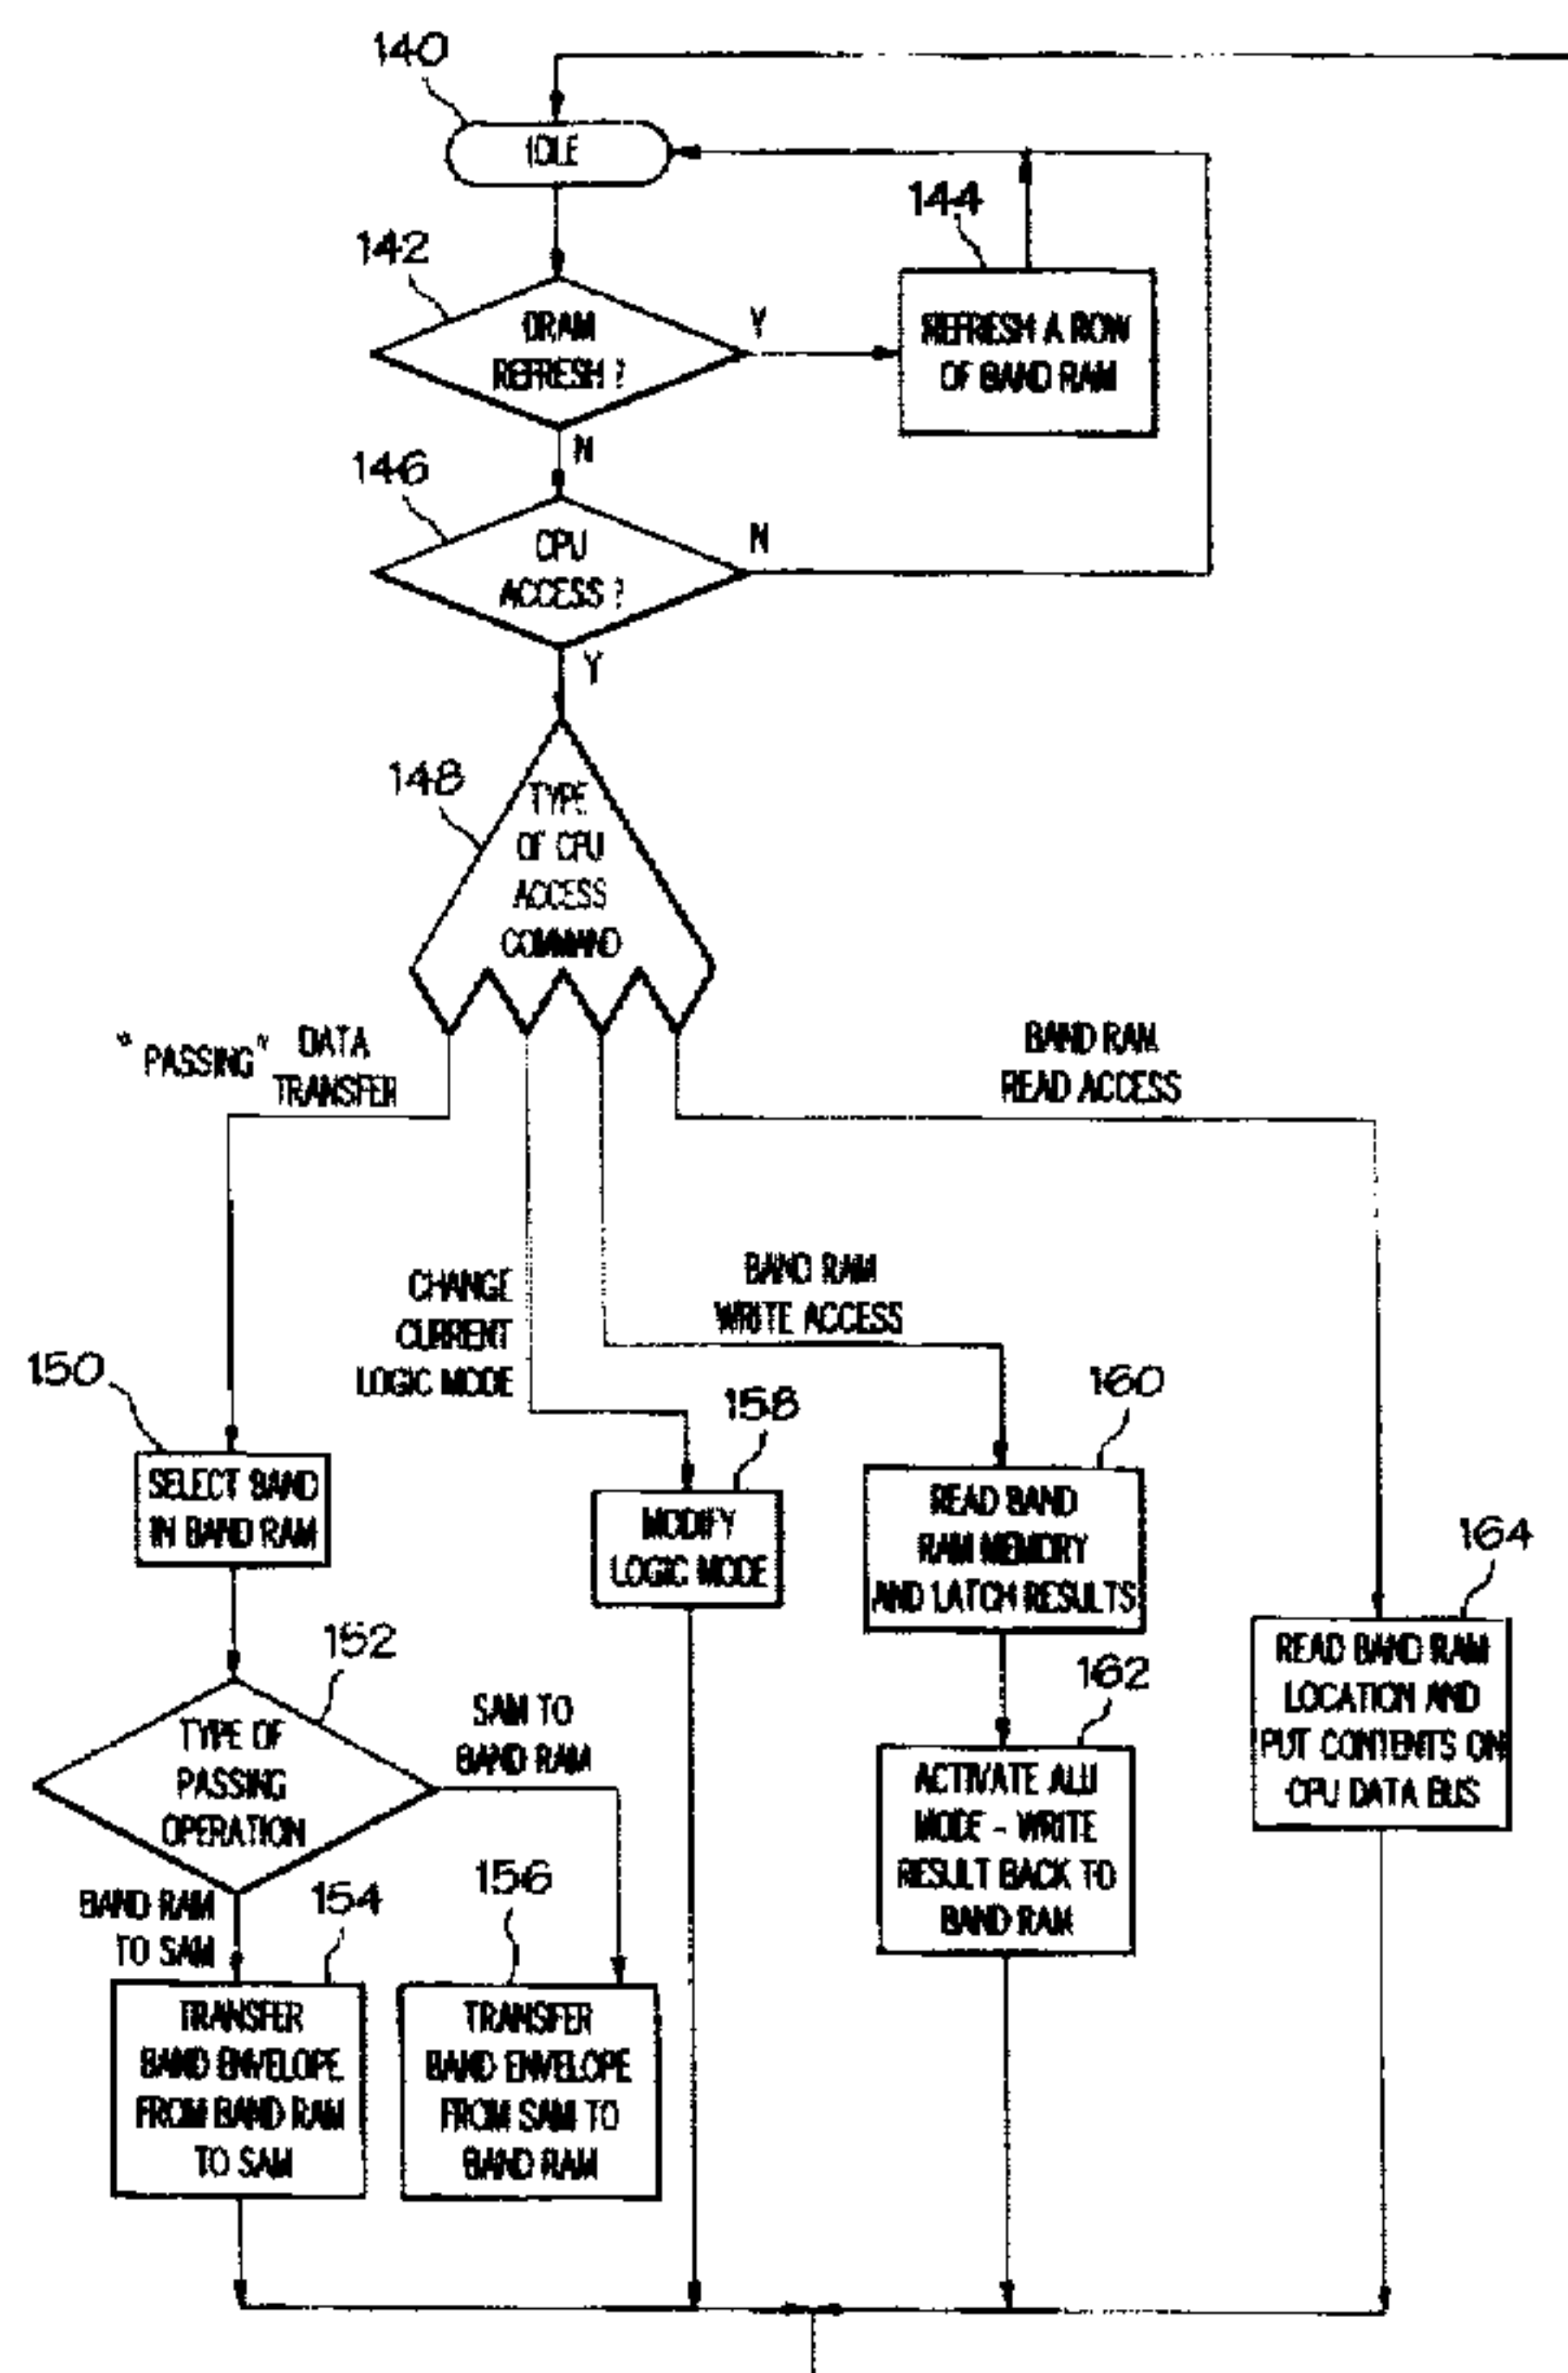 140
IDLE
142
DRAM
REFRESH ?
Y
144
REFRESH A ROW
OF BAND RAM
N
146
CPU
ACCESS ?
N
Y
148
TYPE
OF CPU
ACCESS
COMMAND
"PASSING" DATA
TRANSFER
BAND RAM
READ ACCESS
CHANGE
CURRENT
LOGIC MODE
BAND RAM
WRITE ACCESS
150
SELECT BAND
IN BAND RAM
158
MODIFY
LOGIC MODE
160
READ BAND
RAM MEMORY
AND LATCH RESULTS
164
READ BAND RAM
LOCATION AND
PUT CONTENTS ON
CPU DATA BUS
152
TYPE OF
PASSING
OPERATION
SAM TO
BAND RAM
162
ACTIVATE ALU
MODE - WRITE
RESULT BACK TO
BAND RAM
BAND RAM
TO SAM
154
TRANSFER
BAND ENVELOPE
FROM BAND RAM
TO SAM
156
TRANSFER
BAND ENVELOPE
FROM SAM TO
BAND RAM